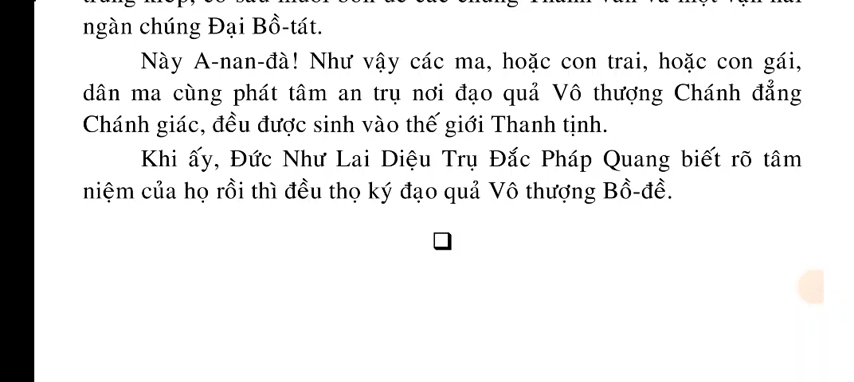 ngàn chúng Đại Bồ-tát.
Này A-nan-đà! Như vậy các ma, hoặc con trai, hoặc con gái,
dân ma cùng phát tâm an trụ nơi đạo quả Vô thượng Chánh đẳng
Chánh giác, đều được sinh vào thế giới Thanh tịnh.
Khi ấy, Đức Như Lai Diệu Trụ Đắc Pháp Quang biết rõ tâm
niệm của họ rồi thì đều thọ ký đạo quả Vô thượng Bồ-đề.